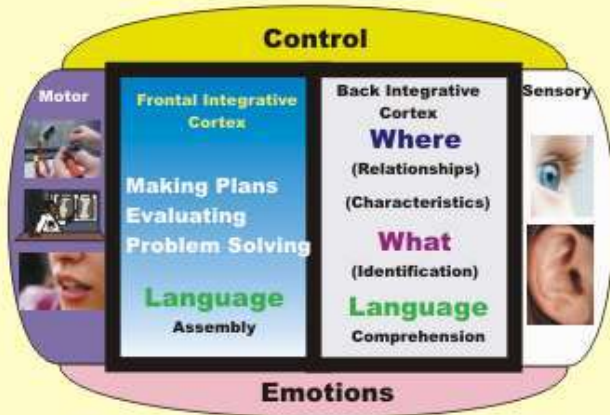 Control
Motor
Frontal Integrative
Cortex
Making Plans
Evaluating
Problem Solving
Language
Assembly
Back Integrative
Cortex
Where
(Relationships)
(Characteristics)
What
(Identification)
Language
Comprehension
Sensory
Emotions